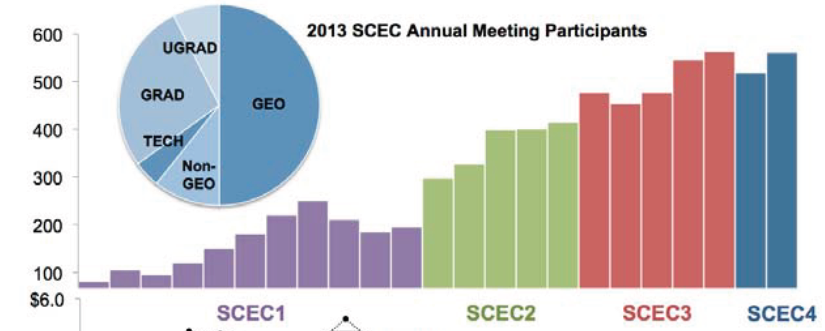 2013 SCEC Annual Meeting Participants
600
500
400
300
200
100
$6.0
UGRAD
GRAD
GEO
TECH
Non-
GEO
SCEC1
SCEC2
SCEC3
SCEC4